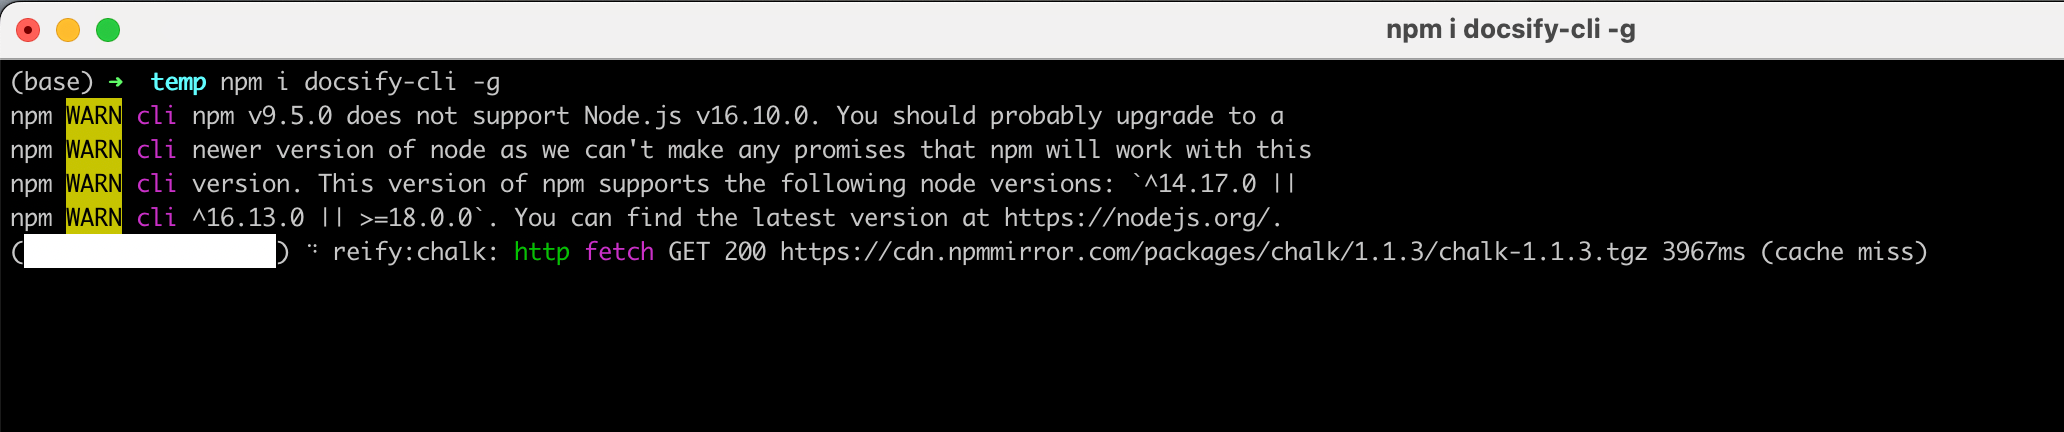 npm i docsify-cli -g
(base) ➜ temp npm i docsify-cli -g
npm WARN cli npm v9.5.0 does not support Node.js v16.10.0. You should probably upgrade to a
npm WARN cli newer version of node as we can't make any promises that npm will work with this
npm WARN cli version. This version of npm supports the following node versions: `^14.17.0 ||
npm WARN cli ^16.13.0 || >=18.0.0`. You can find the latest version at https://nodejs.org/.
( ) ⠙ reify:chalk: http fetch GET 200 https://cdn.npmmirror.com/packages/chalk/1.1.3/chalk-1.1.3.tgz 3967ms (cache miss)